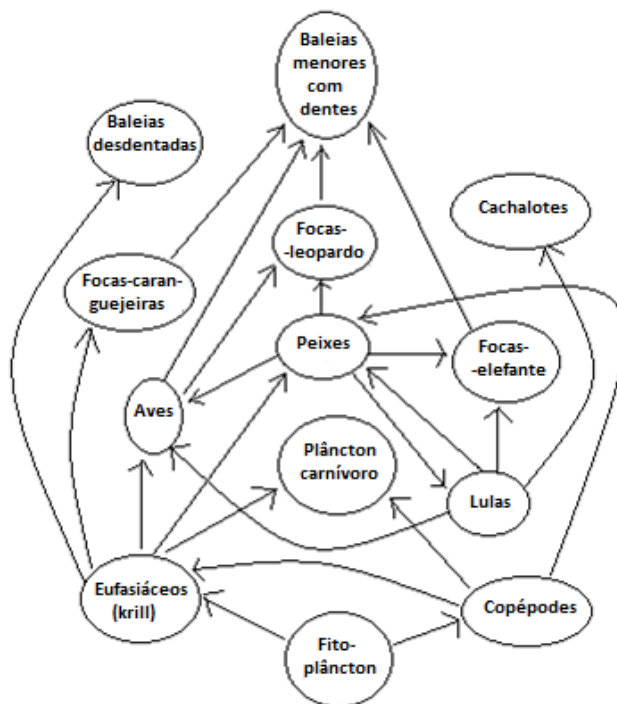 Baleias
menores
com
dentes
Baleias
desdentadas
Cachalotes
Focas-
-leopardo
Focas-caran-
guejeiras
Peixes
Focas-
-elefante
Aves
Plâncton
carnívoro
Lulas
Eufasiáceos
(krill)
Copépodes
Fito-
plâncton